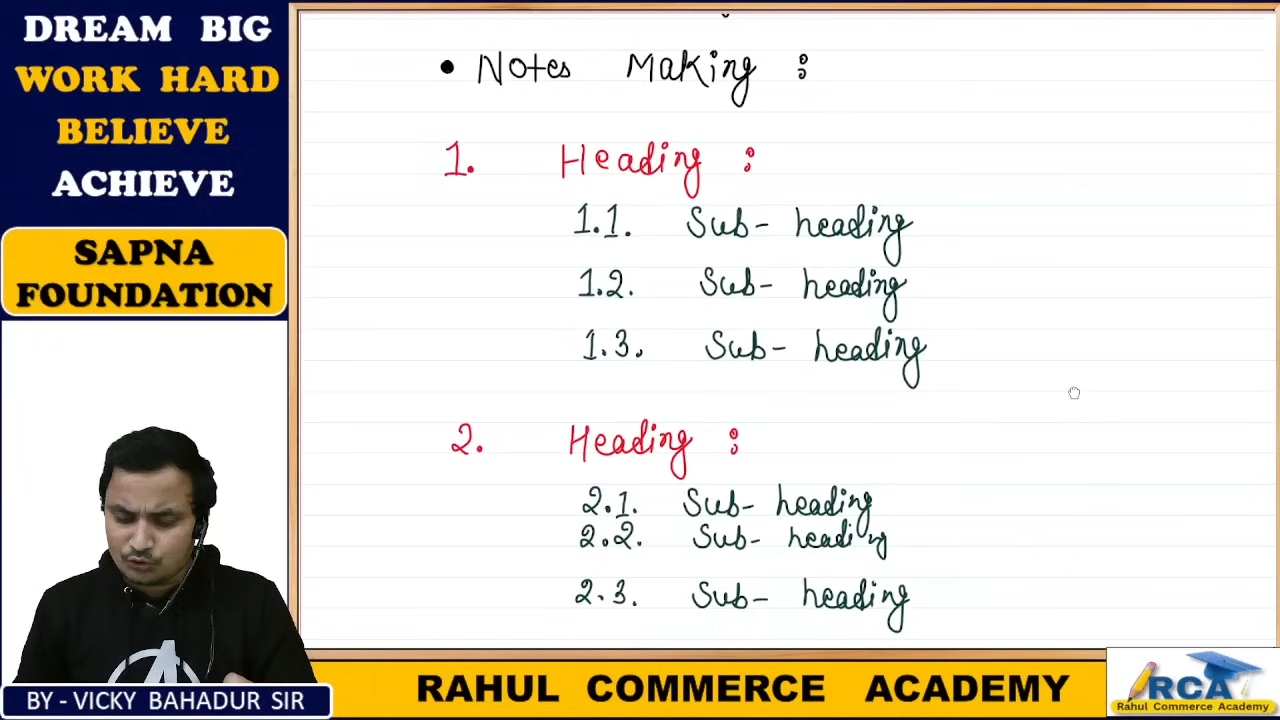 DREAM BIG
WORK HARD
BELIEVE
ACHIEVE
SAPNA
FOUNDATION
• Notes Making :
1. Heading :
1.1. Sub- heading
1.2. Sub- heading
1.3. Sub- heading
2. Heading :
2.1. Sub- heading
2.2. Sub- heading
2.3. Sub- heading
BY - VICKY BAHADUR SIR
RAHUL COMMERCE ACADEMY
RCA
Rahul Commerce Academy